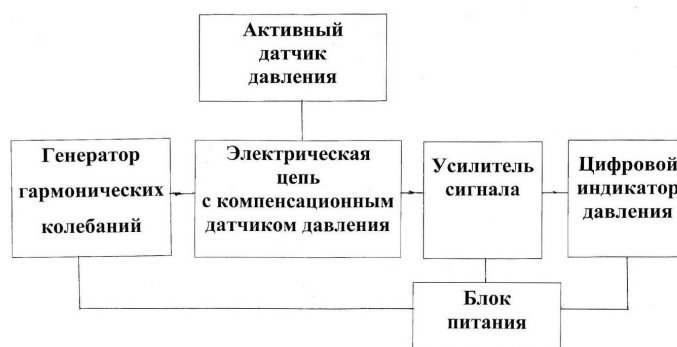 Активный
датчик
давления
Генератор
гармонических
колебаний
Электрическая
цепь
с компенсационным
датчиком давления
Усилитель
сигнала
Цифровой
индикатор
давления
Блок
питания